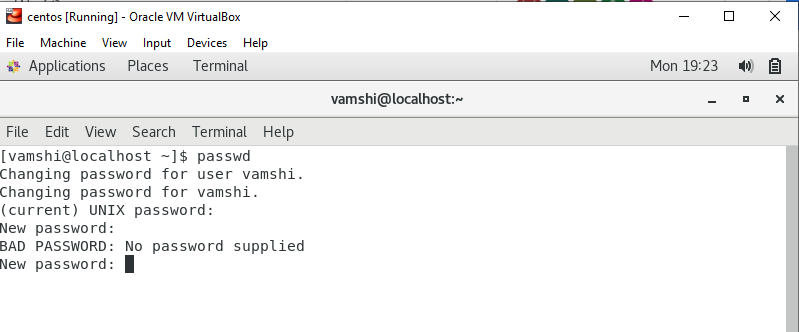 centos [Running] - Oracle VM VirtualBox
File Machine View Input Devices Help
Applications Places Terminal Mon 19:23
vamshi@localhost:~
File Edit View Search Terminal Help
[vamshi@localhost ~]$ passwd
Changing password for user vamshi.
Changing password for vamshi.
(current) UNIX password:
New password:
BAD PASSWORD: No password supplied
New password: